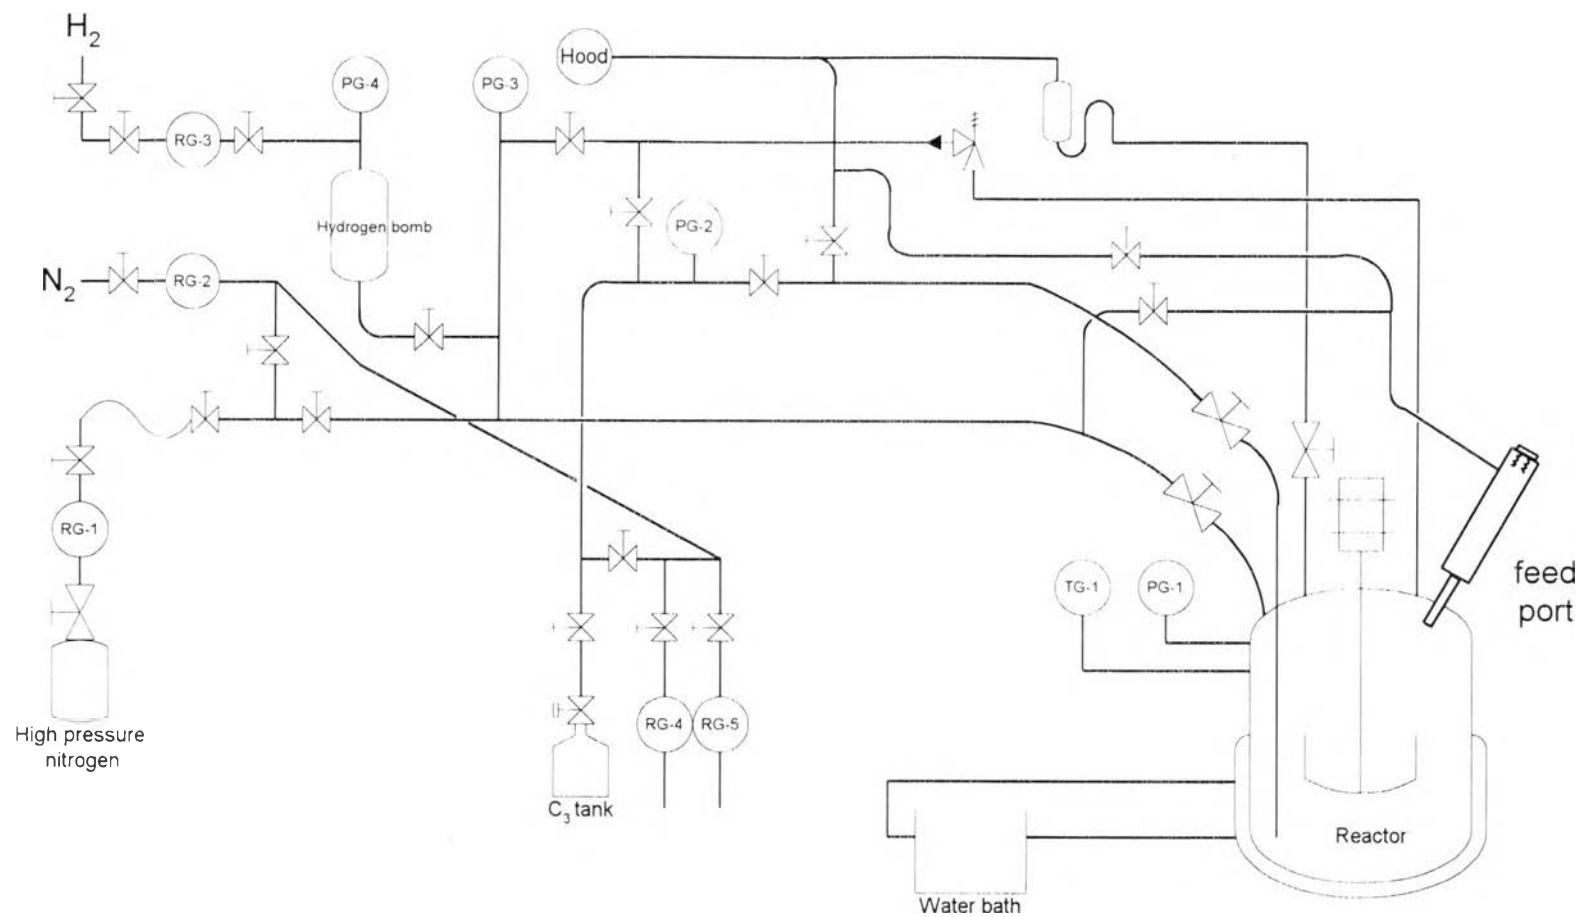 H₂
PG-4
PG-3
Hood
RG-3
Hydrogen bomb
PG-2
N₂
RG-2
RG-1
feed
port
TG-1
PG-1
High pressure
nitrogen
RG-4
RG-5
C₃ tank
Reactor
Water bath